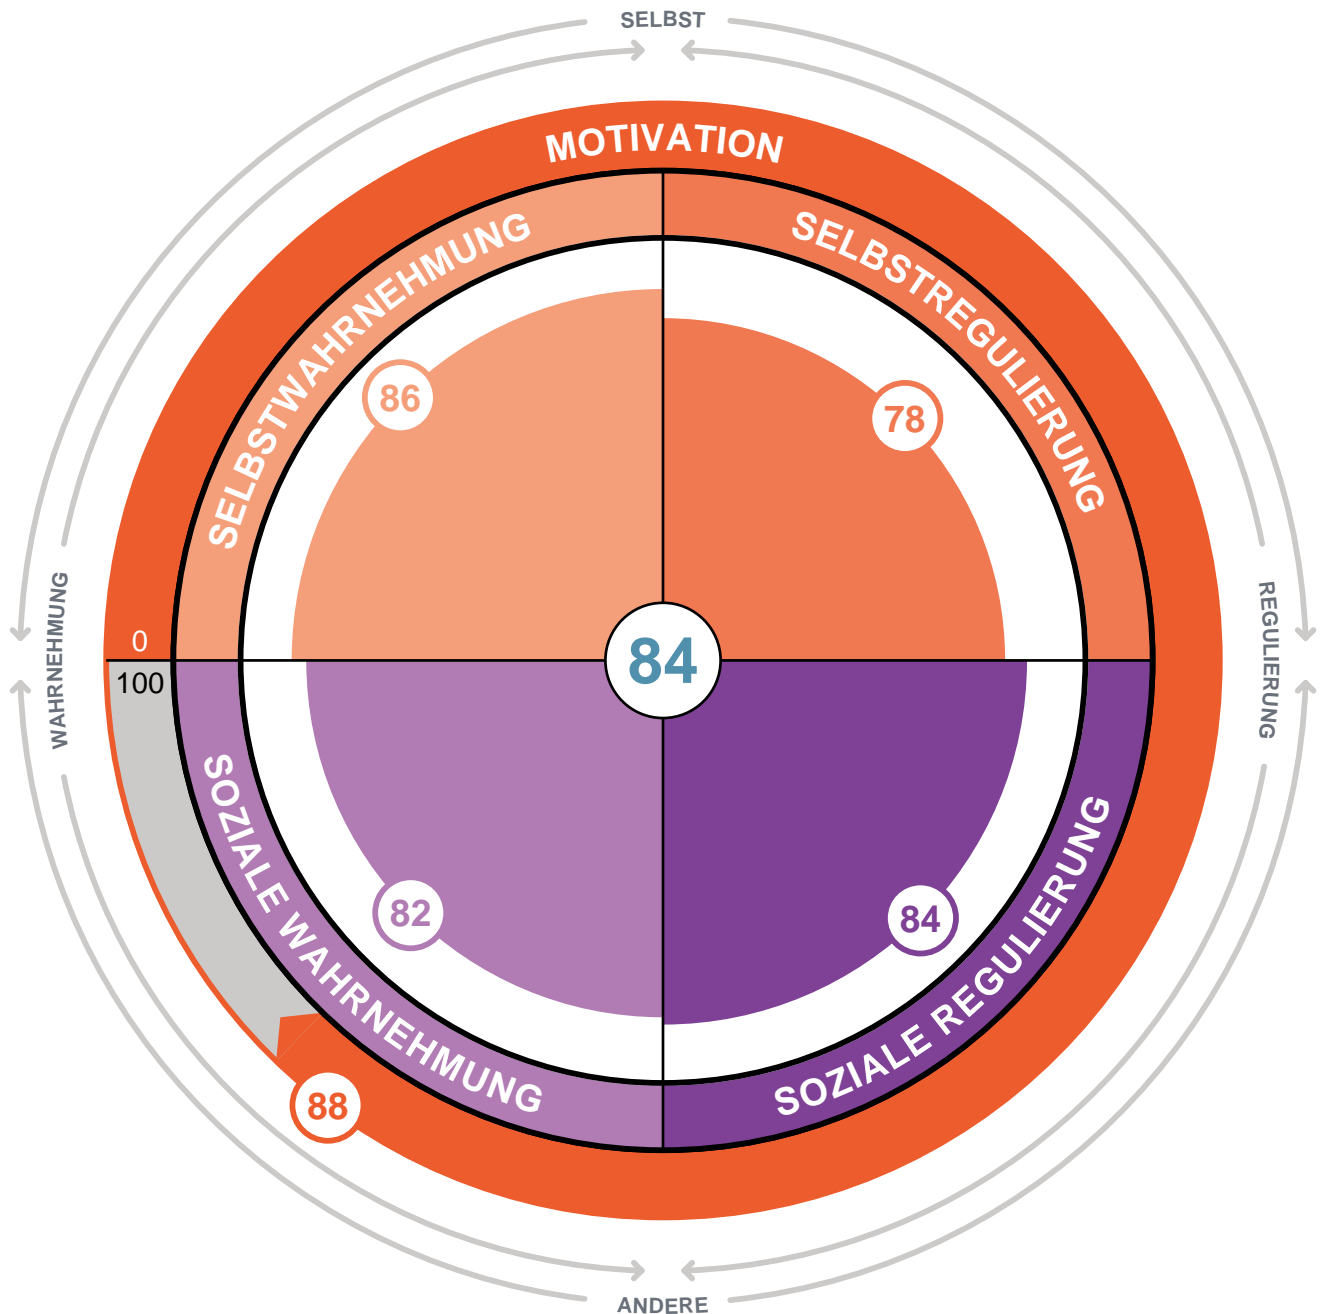 SELBST
MOTIVATION
SELBSTWAHRNEHMUNG
SELBSTREGULIERUNG
86
78
WAHRNEHMUNG
REGULIERUNG
0
100
84
82
84
SOZIALE WAHRNEHMUNG
SOZIALE REGULIERUNG
88
ANDERE